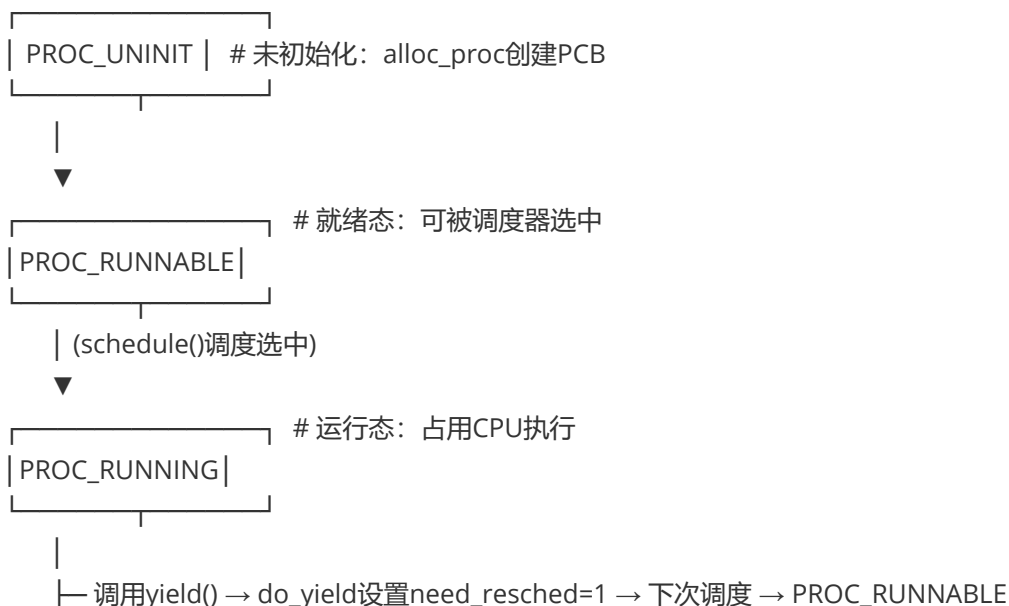 ┌──────────────┐
│ PROC_UNINIT │ # 未初始化：alloc_proc创建PCB
└───────┬──────┘
│
▼
┌──────────────┐ # 就绪态：可被调度器选中
│PROC_RUNNABLE│
└───────┬──────┘
│ (schedule()调度选中)
▼
┌──────────────┐ # 运行态：占用CPU执行
│PROC_RUNNING│
└───────┬──────┘
│
├─ 调用yield() → do_yield设置need_resched=1 → 下次调度 → PROC_RUNNABLE